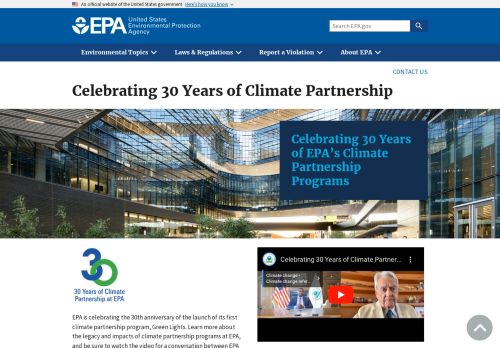 An official website of the United States government Here's how you know
EPA United States
Environmental Protection
Agency
Search EPA.gov
Environmental Topics Laws & Regulations Report a Violation About EPA
CONTACT US
Celebrating 30 Years of Climate Partnership
Celebrating 30 Years
of EPA's Climate
Partnership
Programs
30
30 Years of Climate
Partnership at EPA
Celebrating 30 Years of Climate Partner...
Climate change -
EPA is celebrating the 30th anniversary of the launch of its first
climate partnership program, Green Lights. Learn more about
the legacy and impacts of climate partnership programs at EPA,
and be sure to watch the video for a conversation between EPA